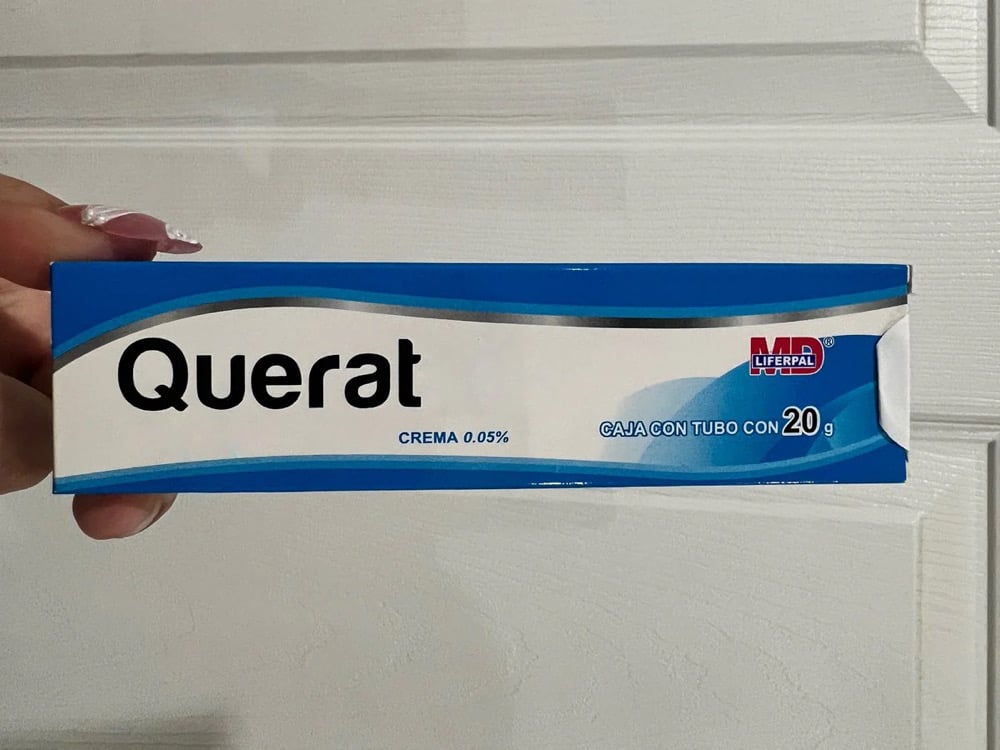 Querat
CREMA 0.05%
MD®
LIFERPAL
CAJA CON TUBO CON 20 g